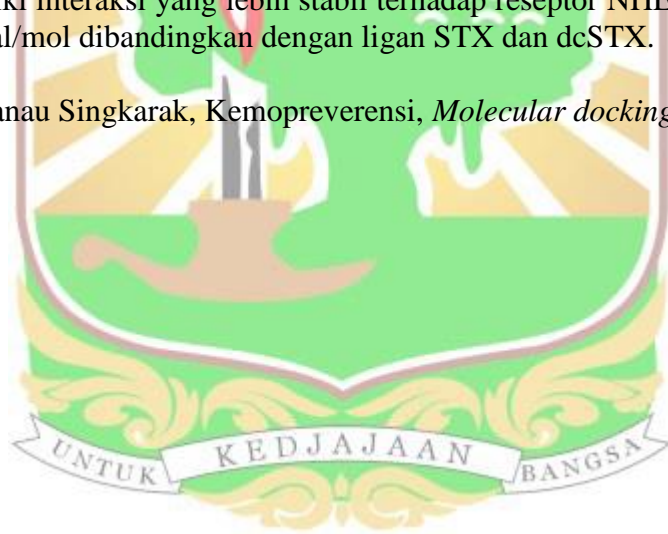 ki interaksi yang lebih stabil terhadap reseptor
al/mol dibandingkan dengan ligan STX dan dcSTX.
anau Singkarak, Kemopreverensi, Molecular docking
UNTUK KEDJAJAAN BANGSA